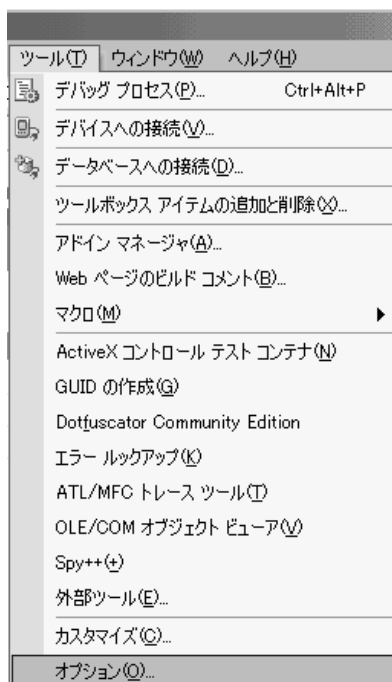 ツール(T) ウィンドウ(W) ヘルプ(H)
デバッグ プロセス(P)... Ctrl+Alt+P
デバイスへの接続(V)...
データベースへの接続(D)...
ツールボックス アイテムの追加と削除(X)...
アドイン マネージャ(A)...
Web ページのビルド コメント(B)...
マクロ(M)
ActiveX コントロール テスト コンテナ(N)
GUID の作成(G)
Dotfuscator Community Edition
エラー ルックアップ(K)
ATL/MFC トレース ツール(T)
OLE/COM オブジェクト ビューア(V)
Spy++(+)
外部ツール(E)...
カスタマイズ(C)...
オプション(O)...